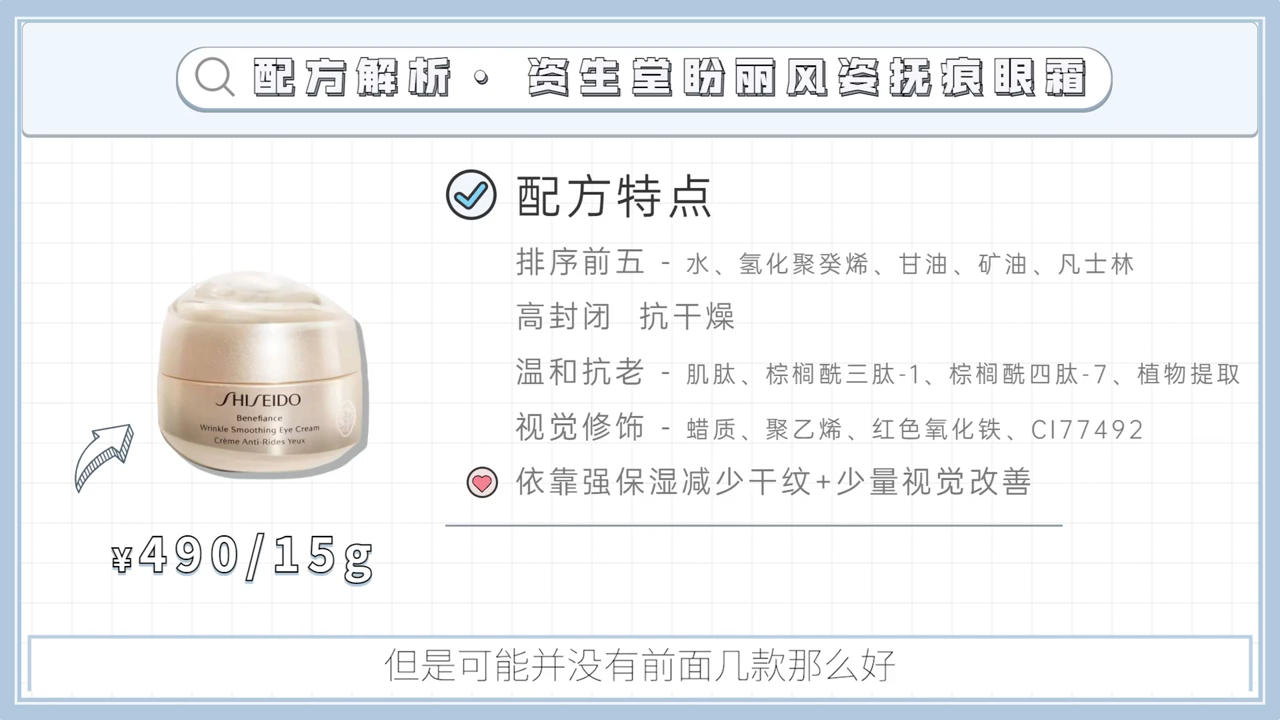 配方解析· 资生堂盼丽风姿抚痕眼霜
配方特点
排序前五 - 水、氢化聚癸烯、甘油、矿油、凡士林
高封闭 抗干燥
温和抗老 - 肌肽、棕榈酰三肽-1、棕榈酰四肽-7、植物提取
视觉修饰 - 蜡质、聚乙烯、红色氧化铁、CI77492
依靠强保湿减少干纹+少量视觉改善
SHISEIDO
Benefiance
Wrinkle Smoothing Eye Cream
Crème Anti-Rides Yeux
¥490/15g
但是可能并没有前面几款那么好